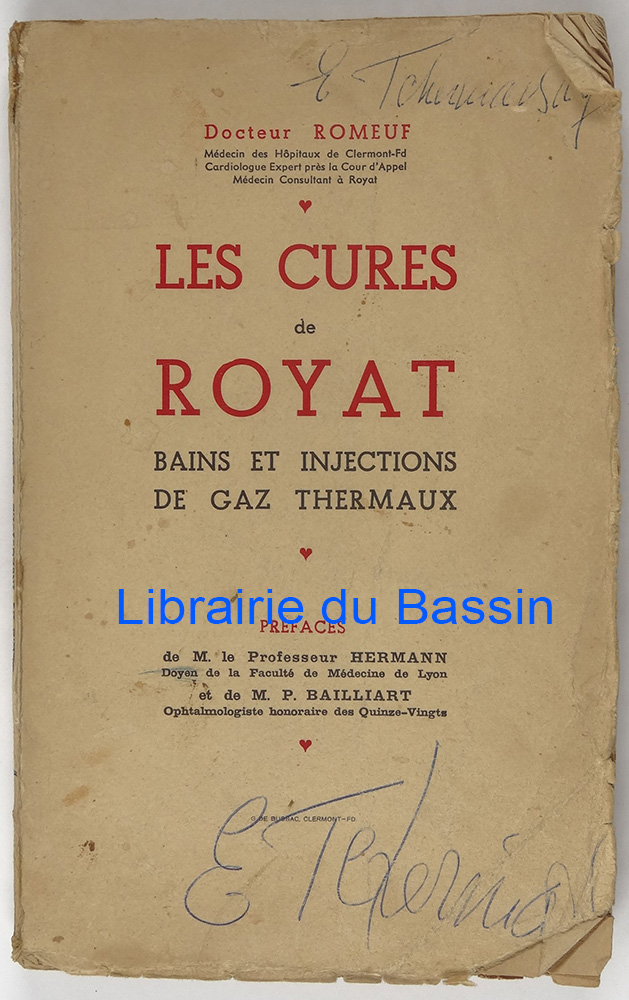 Docteur ROMEUF
Médecin des Hôpitaux de Clermont-Fd
Cardiologue Expert près la Cour d'Appel
Médecin Consultant à Royat
LES CURES
de
ROYAT
BAINS ET INJECTIONS
DE GAZ THERMAUX
Librairie du Bassin
PRÉFACES
de M. le Professeur HERMANN
Doyen de la Faculté de Médecine de Lyon
et de M. P. BAILLIART
Ophtalmologiste honoraire des Quinze-Vingts
G. DE BUSSAC, CLERMONT-FD
E